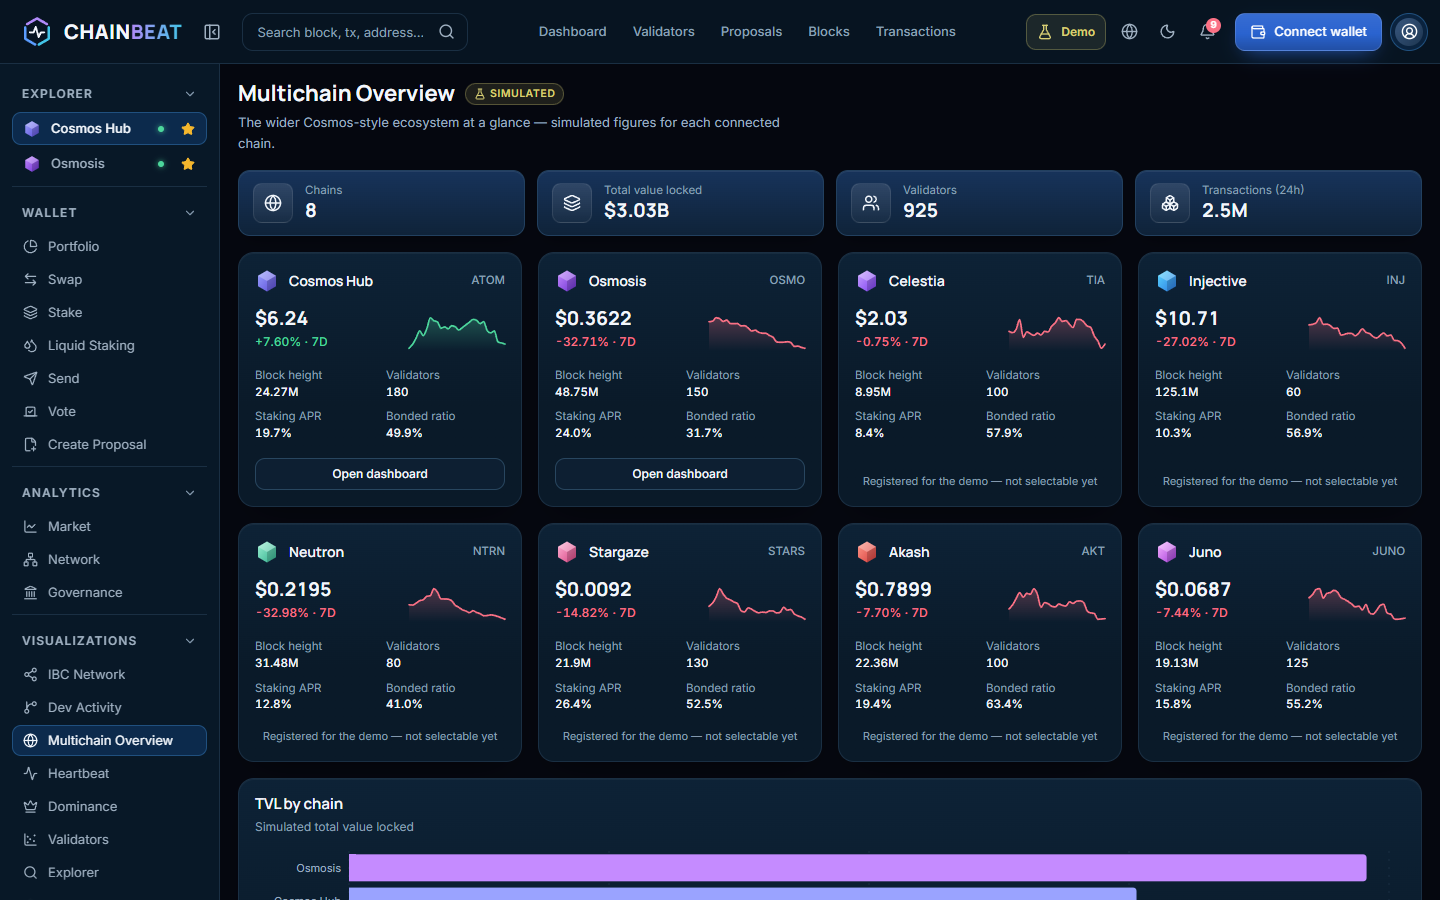 CHAINBEAT
Search block, tx, address...
Dashboard
Validators
Proposals
Blocks
Transactions
Demo
9
Connect wallet
EXPLORER
Cosmos Hub
Osmosis
WALLET
Portfolio
Swap
Stake
Liquid Staking
Send
Vote
Create Proposal
ANALYTICS
Market
Network
Governance
VISUALIZATIONS
IBC Network
Dev Activity
Multichain Overview
Heartbeat
Dominance
Validators
Explorer
Multichain Overview
SIMULATED
The wider Cosmos-style ecosystem at a glance — simulated figures for each connected
chain.
Chains
8
Total value locked
$3.03B
Validators
925
Transactions (24h)
2.5M
Cosmos Hub
ATOM
$6.24
+7.60% · 7D
Block height
Validators
24.27M
180
Staking APR
Bonded ratio
19.7%
49.9%
Open dashboard
Osmosis
OSMO
$0.3622
-32.71% · 7D
Block height
Validators
48.75M
150
Staking APR
Bonded ratio
24.0%
31.7%
Open dashboard
Celestia
TIA
$2.03
-0.75% · 7D
Block height
Validators
8.95M
100
Staking APR
Bonded ratio
8.4%
57.9%
Registered for the demo — not selectable yet
Injective
INJ
$10.71
-27.02% · 7D
Block height
Validators
125.1M
60
Staking APR
Bonded ratio
10.3%
56.9%
Registered for the demo — not selectable yet
Neutron
NTRN
$0.2195
-32.98% · 7D
Block height
Validators
31.48M
80
Staking APR
Bonded ratio
12.8%
41.0%
Registered for the demo — not selectable yet
Stargaze
STARS
$0.0092
-14.82% · 7D
Block height
Validators
21.9M
130
Staking APR
Bonded ratio
26.4%
52.5%
Registered for the demo — not selectable yet
Akash
AKT
$0.7899
-7.70% · 7D
Block height
Validators
22.36M
100
Staking APR
Bonded ratio
19.4%
63.4%
Registered for the demo — not selectable yet
Juno
JUNO
$0.0687
-7.44% · 7D
Block height
Validators
19.13M
125
Staking APR
Bonded ratio
15.8%
55.2%
Registered for the demo — not selectable yet
TVL by chain
Simulated total value locked
Osmosis
Cosmos Hub